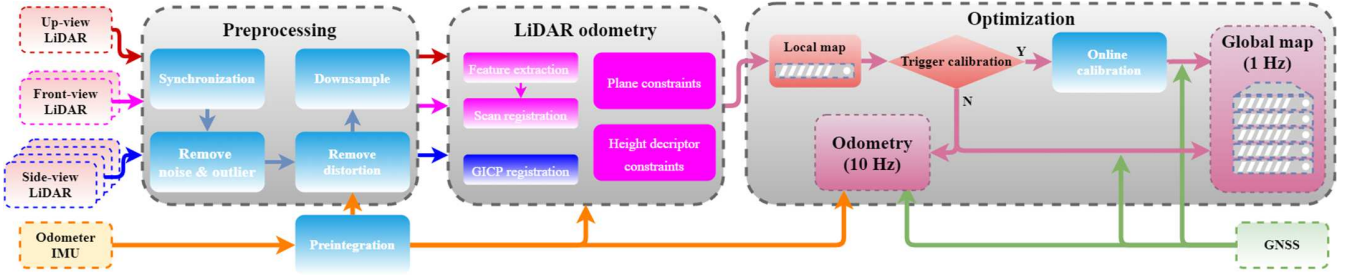 Up-view
LiDAR
Front-view
LiDAR
Side-view
LiDAR
Odometer
IMU
Preprocessing
Synchronization
Downsample
Remove
noise & outlier
Remove
distortion
Preintegration
LiDAR odometry
Feature extraction
Scan registration
GICP registration
Plane constraints
Height decriptor
constraints
Optimization
Local map
Trigger calibration
Y
N
Online
calibration
Odometry
(10 Hz)
Global map
(1 Hz)
GNSS